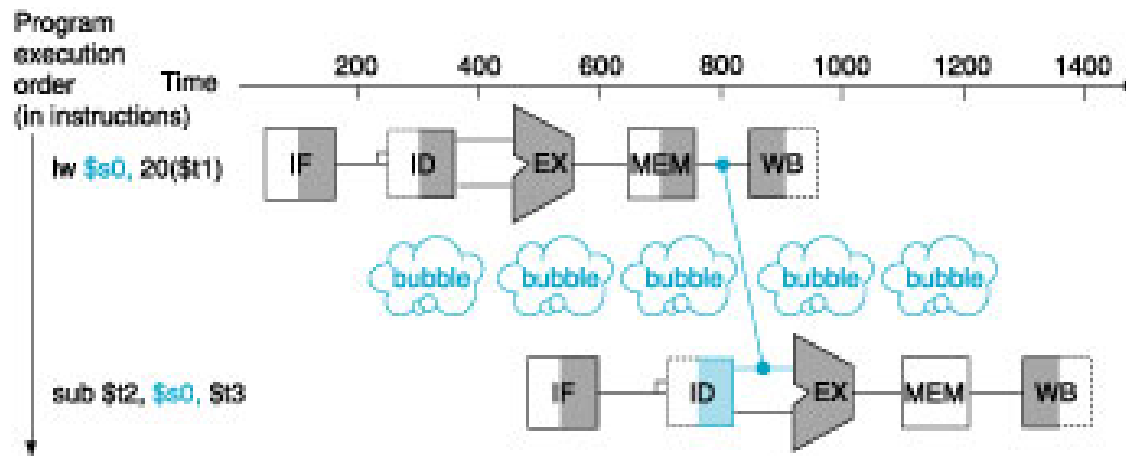 Program
execution
order
(in instructions)
Time
200 400 600 800 1000 1200 1400
lw $s0, 20($t1)
IF ID EX MEM WB
bubble bubble bubble bubble bubble
sub $t2, $s0, $t3
IF ID EX MEM WB